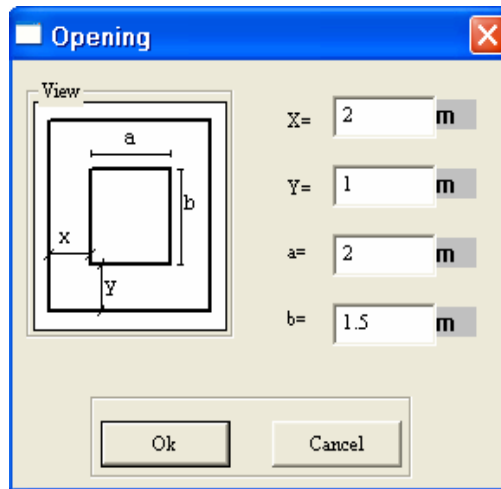 Opening
View
a
b
x
y
X= 2 m
Y= 1 m
a= 2 m
b= 1.5 m
Ok Cancel